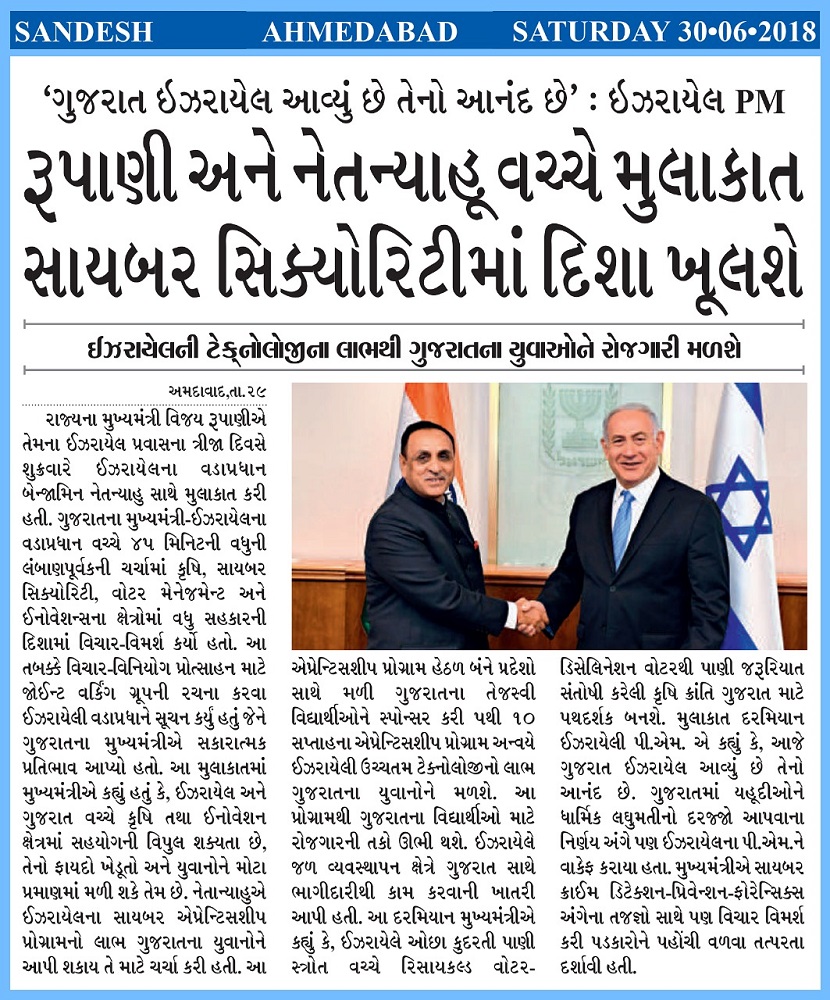 SANDESH AHMEDABAD SATURDAY 30•06•2018
‘ગુજરાત ઇઝરાયેલ આવ્યું છે તેનો આનંદ છે’ : ઇઝરાયેલ PM
રૂપાણી અને નેતન્યાહૂ વચ્ચે મુલાકાત
સાયબર સિક્યોરિટીમાં દિશા ખૂલશે
ઈઝરાયેલની ટેક્નોલોજીના લાભથી ગુજરાતના યુવાઓને રોજગારી મળશે
અમદાવાદ,તા.૨૯
રાજ્યના મુખ્યમંત્રી વિજય રૂપાણીએ
તેમના ઈઝરાયેલ પ્રવાસના ત્રીજા દિવસે
શુક્રવારે ઈઝરાયેલના વડાપ્રધાન
બેન્જામિન નેતન્યાહુ સાથે મુલાકાત કરી
હતી. ગુજરાતના મુખ્યમંત્રી-ઈઝરાયેલના
વડાપ્રધાન વચ્ચે ૪૫ મિનિટની વધુની
લંબાણપૂર્વકની ચર્ચામાં કૃષિ, સાયબર
સિક્યોરિટી, વોટર મેનેજમેન્ટ અને
ઈનોવેશન્સના ક્ષેત્રોમાં વધુ સહકારની
દિશામાં વિચાર-વિમર્શ કર્યો હતો. આ
તબક્કે વિચાર-વિનિયોગ પ્રોત્સાહન માટે
જોઈન્ટ વર્કિંગ ગ્રૂપની રચના કરવા
ઈઝરાયેલી વડાપ્રધાને સૂચન કર્યું હતું જેને
ગુજરાતના મુખ્યમંત્રીએ સકારાત્મક
પ્રતિભાવ આપ્યો હતો. આ મુલાકાતમાં
મુખ્યમંત્રીએ કહ્યું હતું કે, ઈઝરાયેલ અને
ગુજરાત વચ્ચે કૃષિ તથા ઈનોવેશન
ક્ષેત્રમાં સહયોગની વિપુલ શક્યતા છે,
તેનો ફાયદો ખેડૂતો અને યુવાનોને મોટા
પ્રમાણમાં મળી શકે તેમ છે. નેતાન્યાહુએ
ઈઝરાયેલના સાયબર એપ્રેન્ટિસશીપ
પ્રોગ્રામનો લાભ ગુજરાતના યુવાનોને
આપી શકાય તે માટે ચર્ચા કરી હતી. આ
એપ્રેન્ટિસશીપ પ્રોગ્રામ હેઠળ બંને પ્રદેશો
સાથે મળી ગુજરાતના તેજસ્વી
વિદ્યાર્થીઓને સ્પોન્સર કરી પથી ૧૦
સપ્તાહના એપ્રેન્ટિસશીપ પ્રોગ્રામ અન્વયે
ઈઝરાયેલી ઉચ્ચતમ ટેક્નોલોજીનો લાભ
ગુજરાતના યુવાનોને મળશે. આ
પ્રોગ્રામથી ગુજરાતના વિદ્યાર્થીઓ માટે
રોજગારની તકો ઊભી થશે. ઈઝરાયેલે
જળ વ્યવસ્થાપન ક્ષેત્રે ગુજરાત સાથે
ભાગીદારીથી કામ કરવાની ખાતરી
આપી હતી. આ દરમિયાન મુખ્યમંત્રીએ
કહ્યું કે, ઈઝરાયેલે ઓછા કુદરતી પાણી
સ્ત્રોત વચ્ચે રિસાયકલ્ડ વોટર-
ડિસેલિનેશન વોટરથી પાણી જરૂરિયાત
સંતોષી કરેલી કૃષિ ક્રાંતિ ગુજરાત માટે
પથદર્શક બનશે. મુલાકાત દરમિયાન
ઈઝરાયેલી પી.એમ. એ કહ્યું કે, આજે
ગુજરાત ઈઝરાયેલ આવ્યું છે તેનો
આનંદ છે. ગુજરાતમાં યહૂદીઓને
ધાર્મિક લઘુમતીનો દરજ્જો આપવાના
નિર્ણય અંગે પણ ઈઝરાયેલના પી.એમ.ને
વાકેફ કરાયા હતા. મુખ્યમંત્રીએ સાયબર
ક્રાઈમ ડિટેક્શન-પ્રિવેન્શન-ફોરેન્સિક્સ
અંગેના તજજ્ઞો સાથે પણ વિચાર વિમર્શ
કરી પડકારોને પહોંચી વળવા તત્પરતા
દર્શાવી હતી.